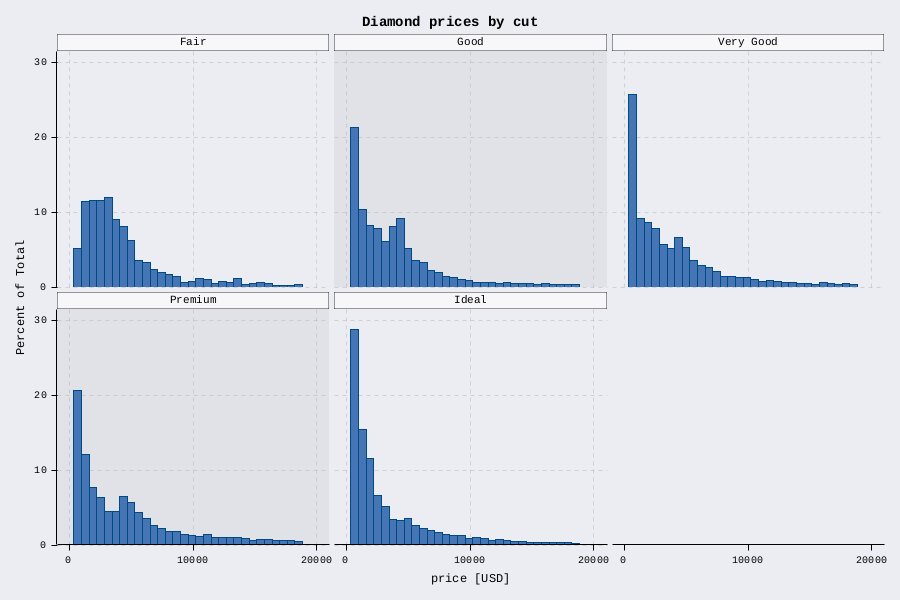 Diamond prices by cut
Fair Good Very Good
30
20
10
0
Premium Ideal
30
20
10
0
0 10000 20000 0 10000 20000 0 10000 20000
Percent of Total
price [USD]